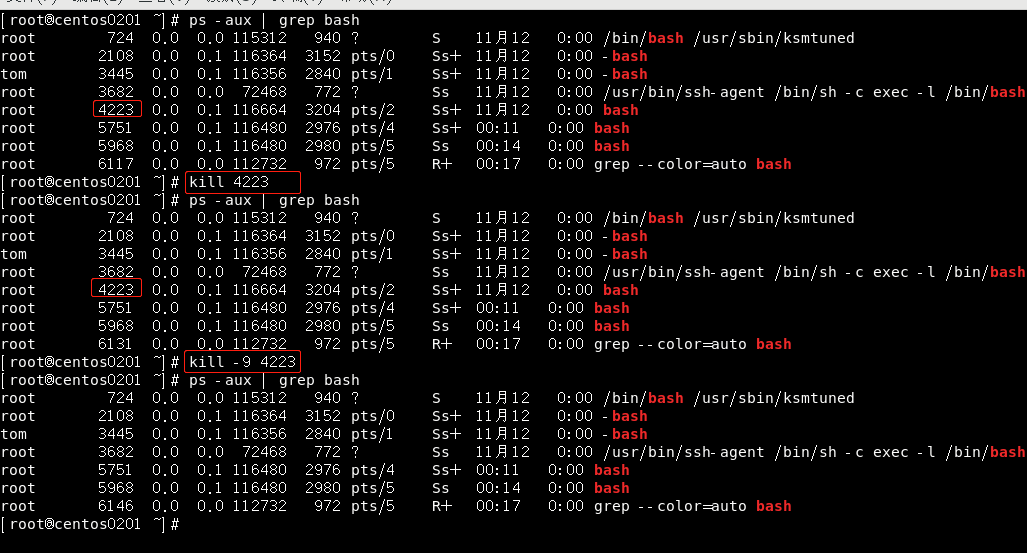 [root@centos0201 ~]# ps -aux | grep bash
root 724 0.0 0.0 115312 940 ? S 11月12 0:00 /bin/bash /usr/sbin/ksmtuned
root 2108 0.0 0.1 116364 3152 pts/0 Ss+ 11月12 0:00 -bash
tom 3445 0.0 0.1 116356 2840 pts/1 Ss+ 11月12 0:00 -bash
root 3682 0.0 0.0 72468 772 ? Ss 11月12 0:00 /usr/bin/ssh-agent /bin/sh -c exec -l /bin/bash
root 4223 0.0 0.1 116664 3204 pts/2 Ss+ 11月12 0:00 bash
root 5751 0.0 0.1 116480 2976 pts/4 Ss+ 00:11 0:00 bash
root 5968 0.0 0.1 116480 2980 pts/5 Ss 00:14 0:00 bash
root 6117 0.0 0.0 112732 972 pts/5 R+ 00:17 0:00 grep --color=auto bash
[root@centos0201 ~]# kill 4223
[root@centos0201 ~]# ps -aux | grep bash
root 724 0.0 0.0 115312 940 ? S 11月12 0:00 /bin/bash /usr/sbin/ksmtuned
root 2108 0.0 0.1 116364 3152 pts/0 Ss+ 11月12 0:00 -bash
tom 3445 0.0 0.1 116356 2840 pts/1 Ss+ 11月12 0:00 -bash
root 3682 0.0 0.0 72468 772 ? Ss 11月12 0:00 /usr/bin/ssh-agent /bin/sh -c exec -l /bin/bash
root 4223 0.0 0.1 116664 3204 pts/2 Ss+ 11月12 0:00 bash
root 5751 0.0 0.1 116480 2976 pts/4 Ss+ 00:11 0:00 bash
root 5968 0.0 0.1 116480 2980 pts/5 Ss 00:14 0:00 bash
root 6131 0.0 0.0 112732 972 pts/5 R+ 00:17 0:00 grep --color=auto bash
[root@centos0201 ~]# kill -9 4223
[root@centos0201 ~]# ps -aux | grep bash
root 724 0.0 0.0 115312 940 ? S 11月12 0:00 /bin/bash /usr/sbin/ksmtuned
root 2108 0.0 0.1 116364 3152 pts/0 Ss+ 11月12 0:00 -bash
tom 3445 0.0 0.1 116356 2840 pts/1 Ss+ 11月12 0:00 -bash
root 3682 0.0 0.0 72468 772 ? Ss 11月12 0:00 /usr/bin/ssh-agent /bin/sh -c exec -l /bin/bash
root 5751 0.0 0.1 116480 2976 pts/4 Ss+ 00:11 0:00 bash
root 5968 0.0 0.1 116480 2980 pts/5 Ss 00:14 0:00 bash
root 6146 0.0 0.0 112732 972 pts/5 R+ 00:17 0:00 grep --color=auto bash
[root@centos0201 ~]#